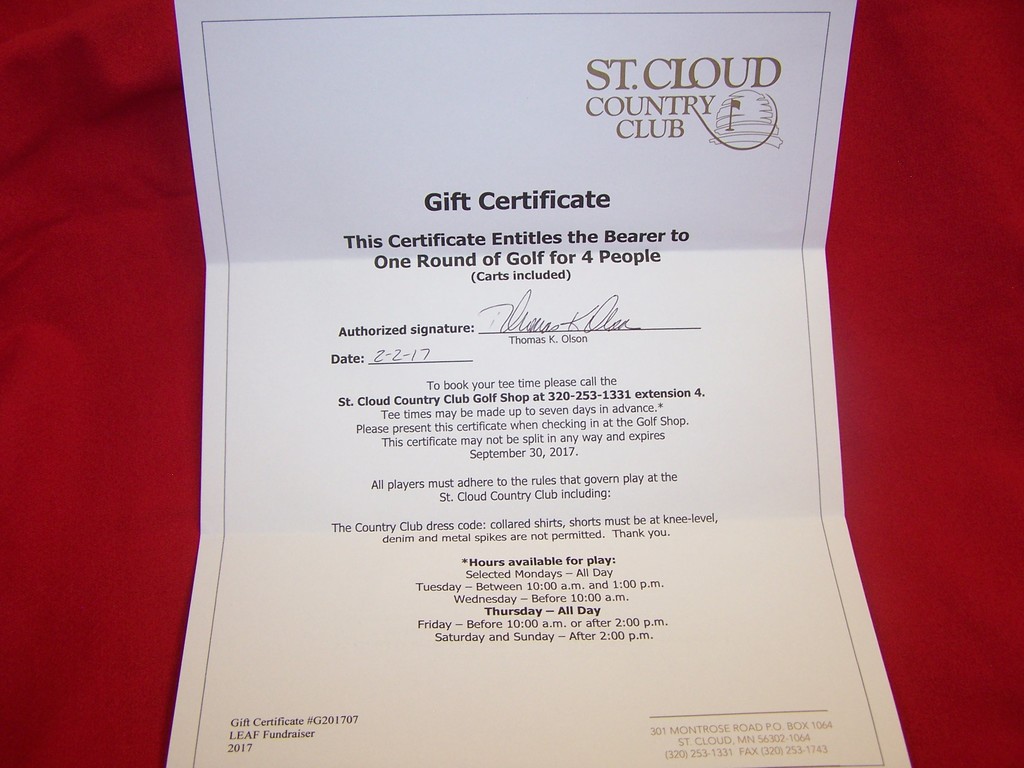 ST. CLOUD
COUNTRY
CLUB
Gift Certificate
This Certificate Entitles the Bearer to
One Round of Golf for 4 People
(Carts included)
Authorized signature: Thomas K Olson
Thomas K. Olson
Date: 2-2-17
To book your tee time please call the
St. Cloud Country Club Golf Shop at 320-253-1331 extension 4.
Tee times may be made up to seven days in advance.*
Please present this certificate when checking in at the Golf Shop.
This certificate may not be split in any way and expires
September 30, 2017.
All players must adhere to the rules that govern play at the
St. Cloud Country Club including:
The Country Club dress code: collared shirts, shorts must be at knee-level,
denim and metal spikes are not permitted. Thank you.
*Hours available for play:
Selected Mondays – All Day
Tuesday – Between 10:00 a.m. and 1:00 p.m.
Wednesday – Before 10:00 a.m.
Thursday – All Day
Friday – Before 10:00 a.m. or after 2:00 p.m.
Saturday and Sunday – After 2:00 p.m.
Gift Certificate #G201707
LEAF Fundraiser
2017
301 MONTROSE ROAD P.O. BOX 1064
ST. CLOUD, MN 56302-1064
(320) 253-1331 FAX (320) 253-1743